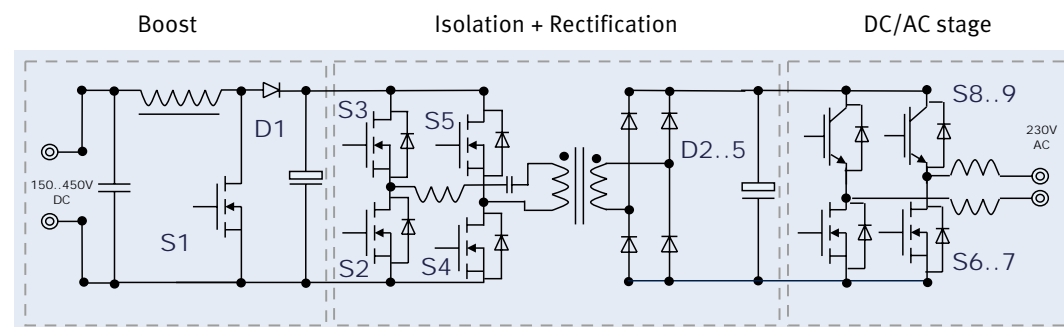 Boost
Isolation + Rectification
DC/AC stage
S3
S5
S8..9
D1
D2..5
230V
AC
150..450V
DC
S1
S2
S4
S6..7